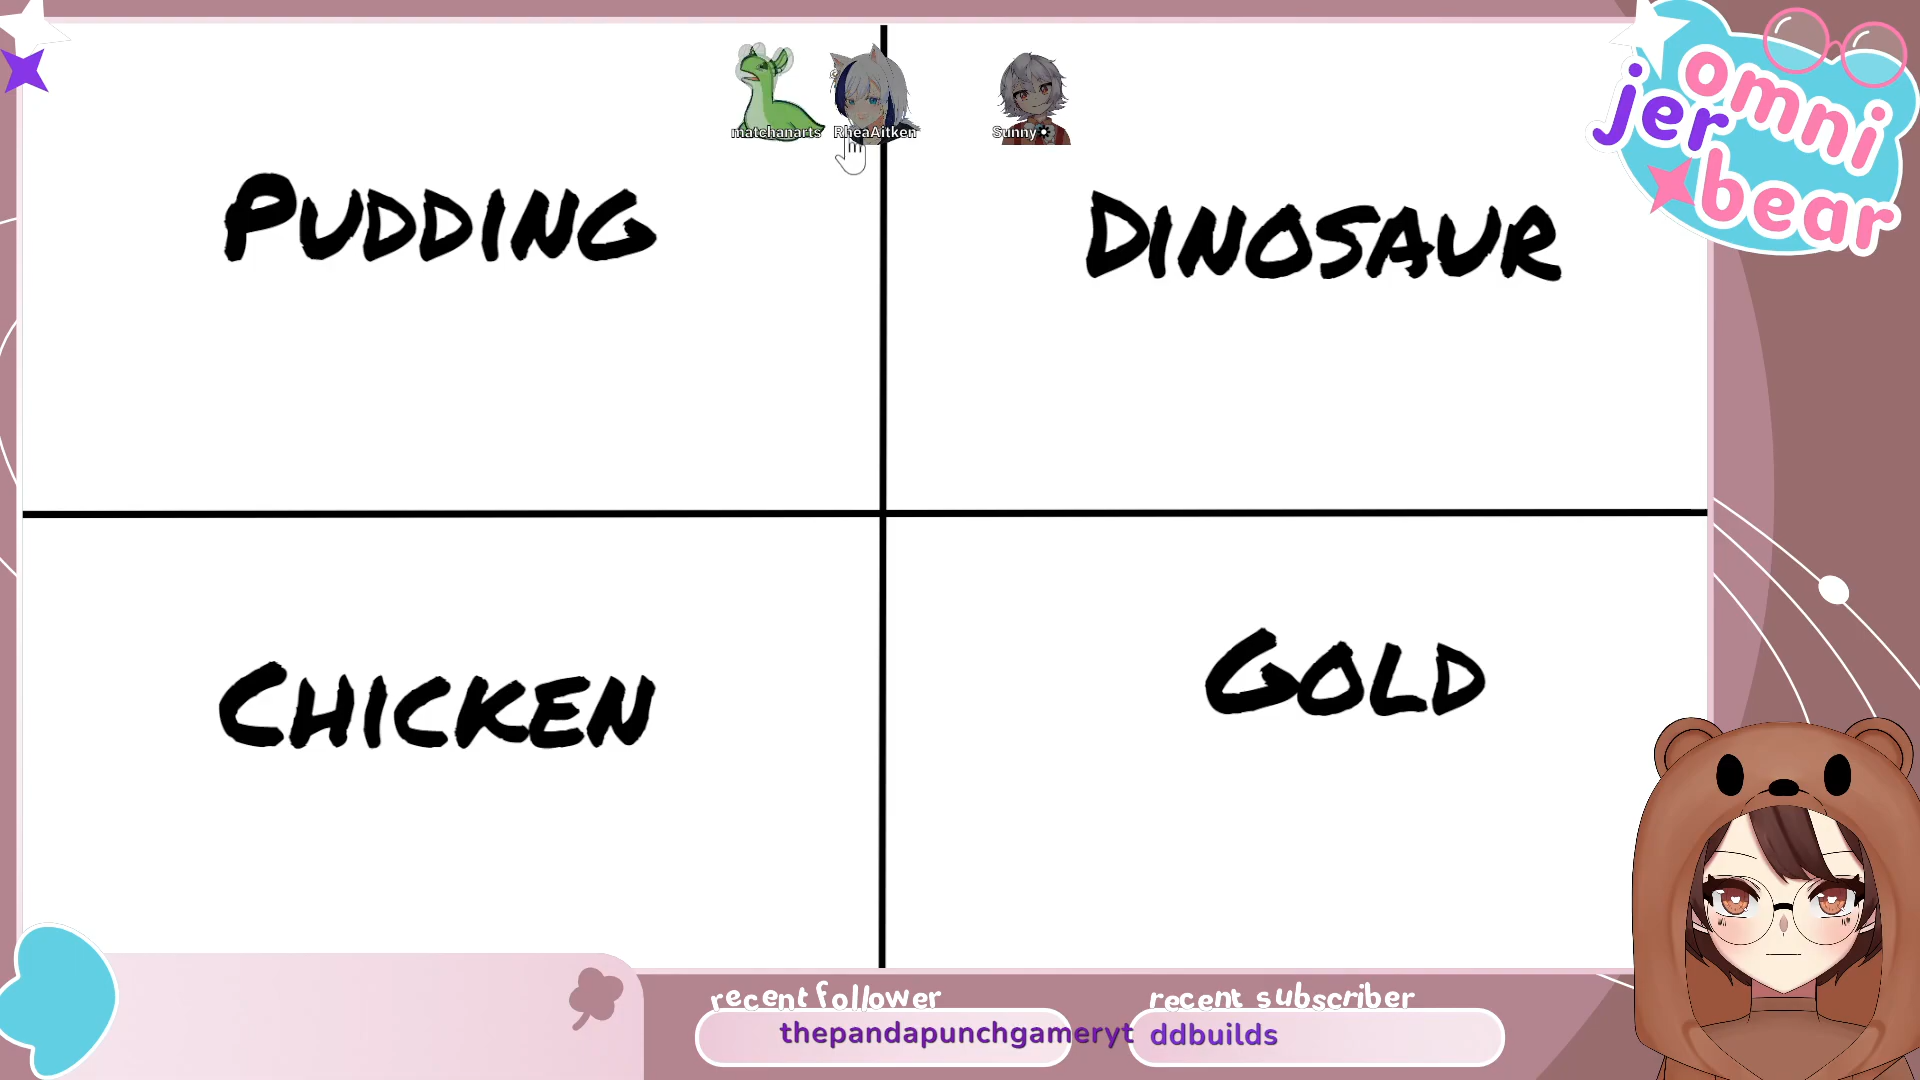 matchanarts RheaAitken Sunny
omni
jer
bear
PUDDING
DINOSAUR
CHICKEN
GOLD
recent follower recent subscriber
thepandapunchgameryt ddbuilds